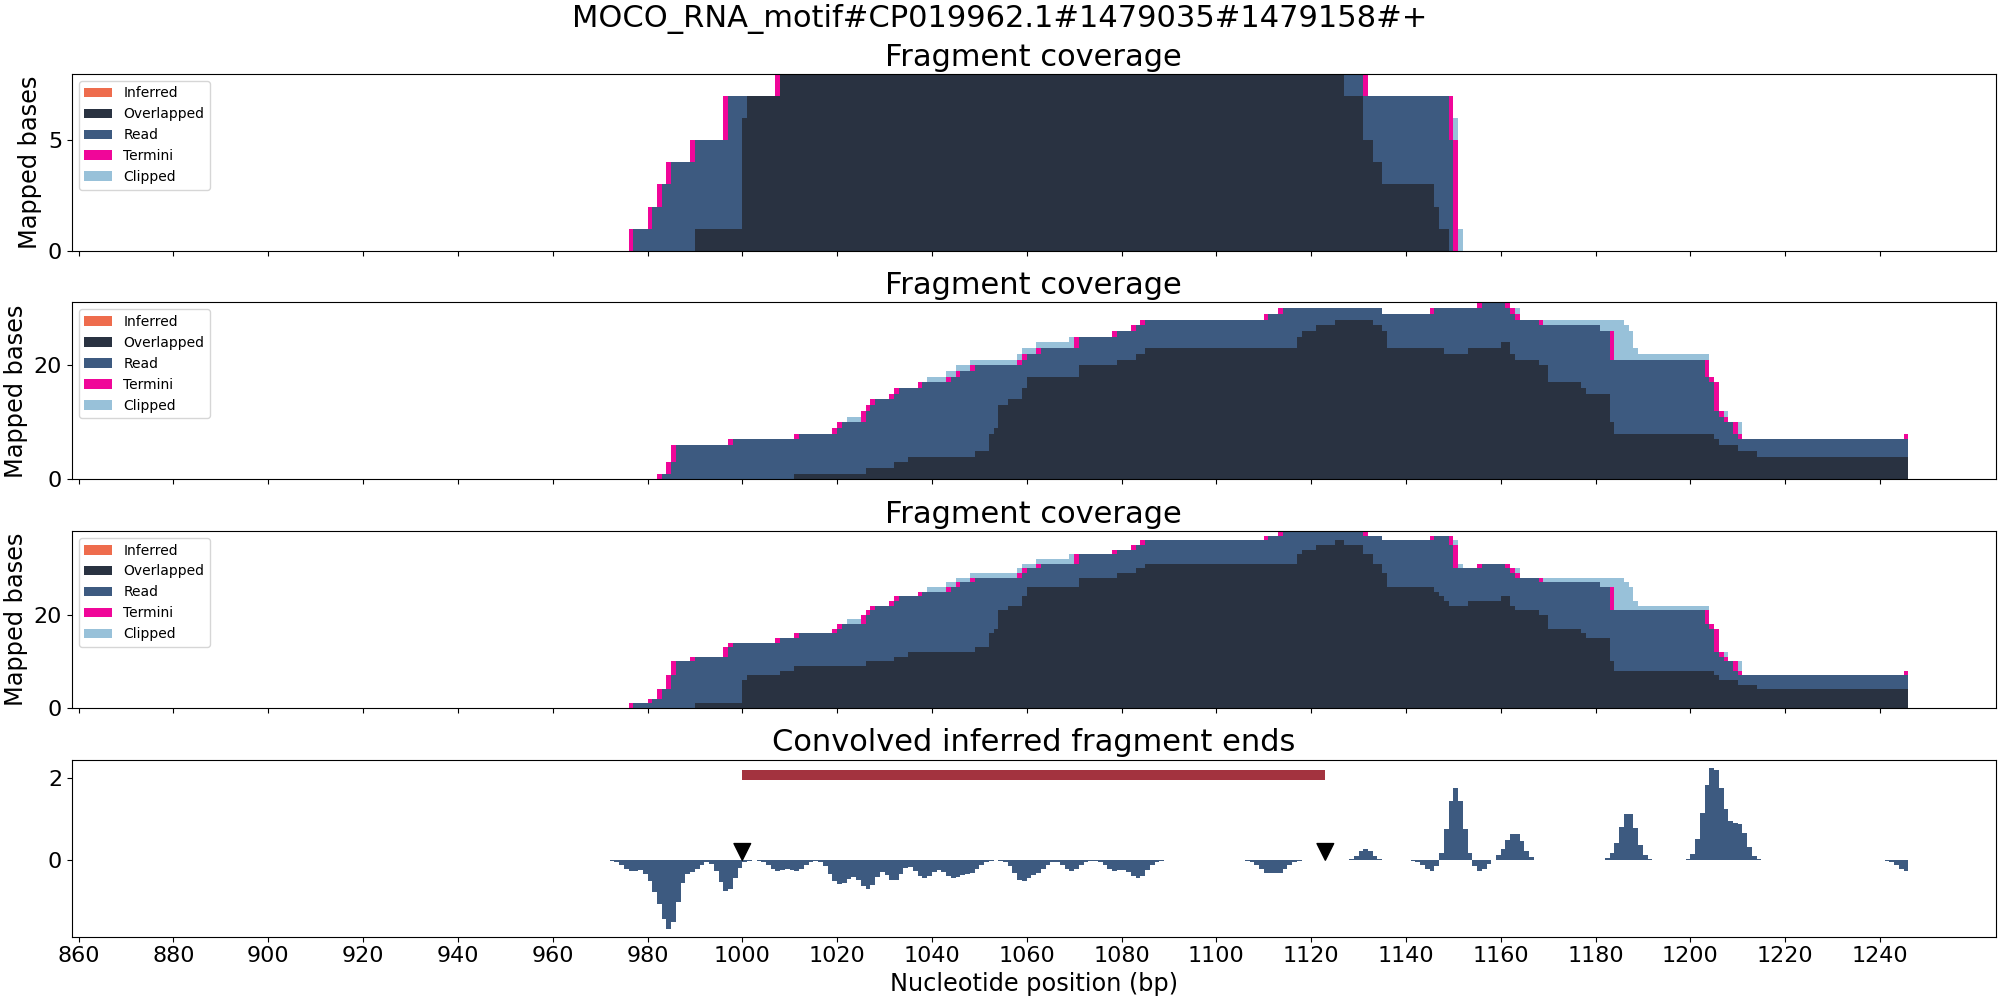 MOCO_RNA_motif#CP019962.1#1479035#1479158#+
Fragment coverage
Mapped bases
5
0
Inferred
Overlapped
Read
Termini
Clipped
Fragment coverage
Mapped bases
20
0
Inferred
Overlapped
Read
Termini
Clipped
Fragment coverage
Mapped bases
20
0
Inferred
Overlapped
Read
Termini
Clipped
Convolved inferred fragment ends
2
0
860 880 900 920 940 960 980 1000 1020 1040 1060 1080 1100 1120 1140 1160 1180 1200 1220 1240
Nucleotide position (bp)